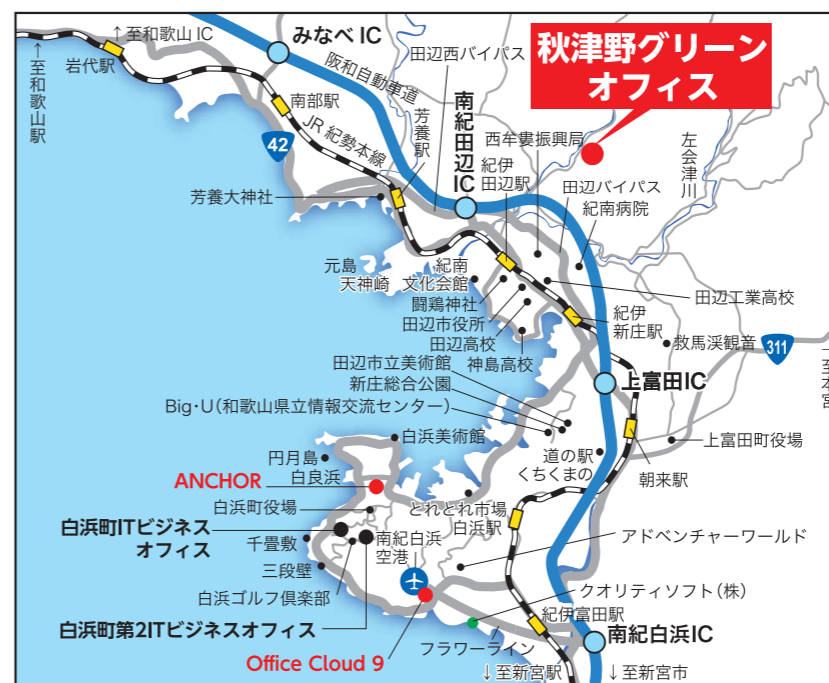 ↑至和歌山駅
↑至和歌山 IC
岩代駅
みなべ IC
阪和自動車道
田辺西バイパス
秋津野グリーン
オフィス
南部駅
JR 紀勢本線
42
芳養駅
南紀田辺IC
西牟婁振興局
紀伊
田辺駅
左会津川
田辺バイパス
紀南病院
芳養大神社
元島
天神崎
紀南
文化会館
闘鶏神社
田辺市役所
田辺高校
神島高校
田辺工業高校
紀伊
新庄駅
救馬渓観音
311
至本宮
田辺市立美術館
新庄総合公園
Big・U(和歌山県立情報交流センター)
上富田IC
白浜美術館
道の駅
くちくまの
上富田町役場
朝来駅
円月島
白良浜
ANCHOR
とれとれ市場
白浜町役場
白浜駅
白浜町ITビジネス
オフィス
南紀白浜
空港
アドベンチャーワールド
千畳敷
三段壁
白浜ゴルフ倶楽部
クオリティソフト(株)
紀伊富田駅
白浜町第2ITビジネスオフィス
フラワーライン
南紀白浜IC
Office Cloud 9
↓至新宮駅
↓至新宮市